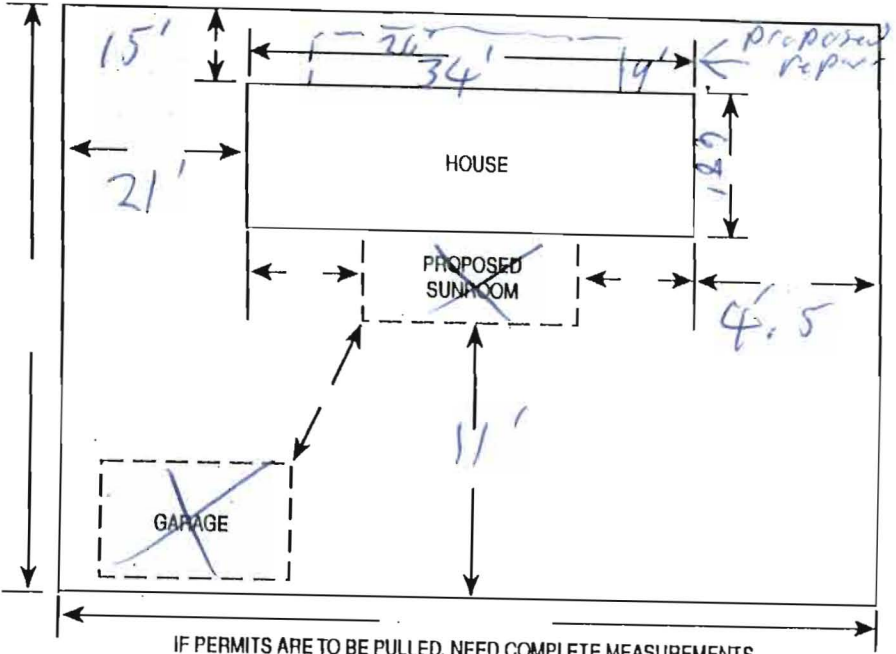 15'
34'
9'
proposed
21'
HOUSE
PROPOSED
SUNROOM
4'.5
11'
GARAGE
IF PERMITS ARE TO BE PULLED, NEED COMPLETE MEASUREMENTS